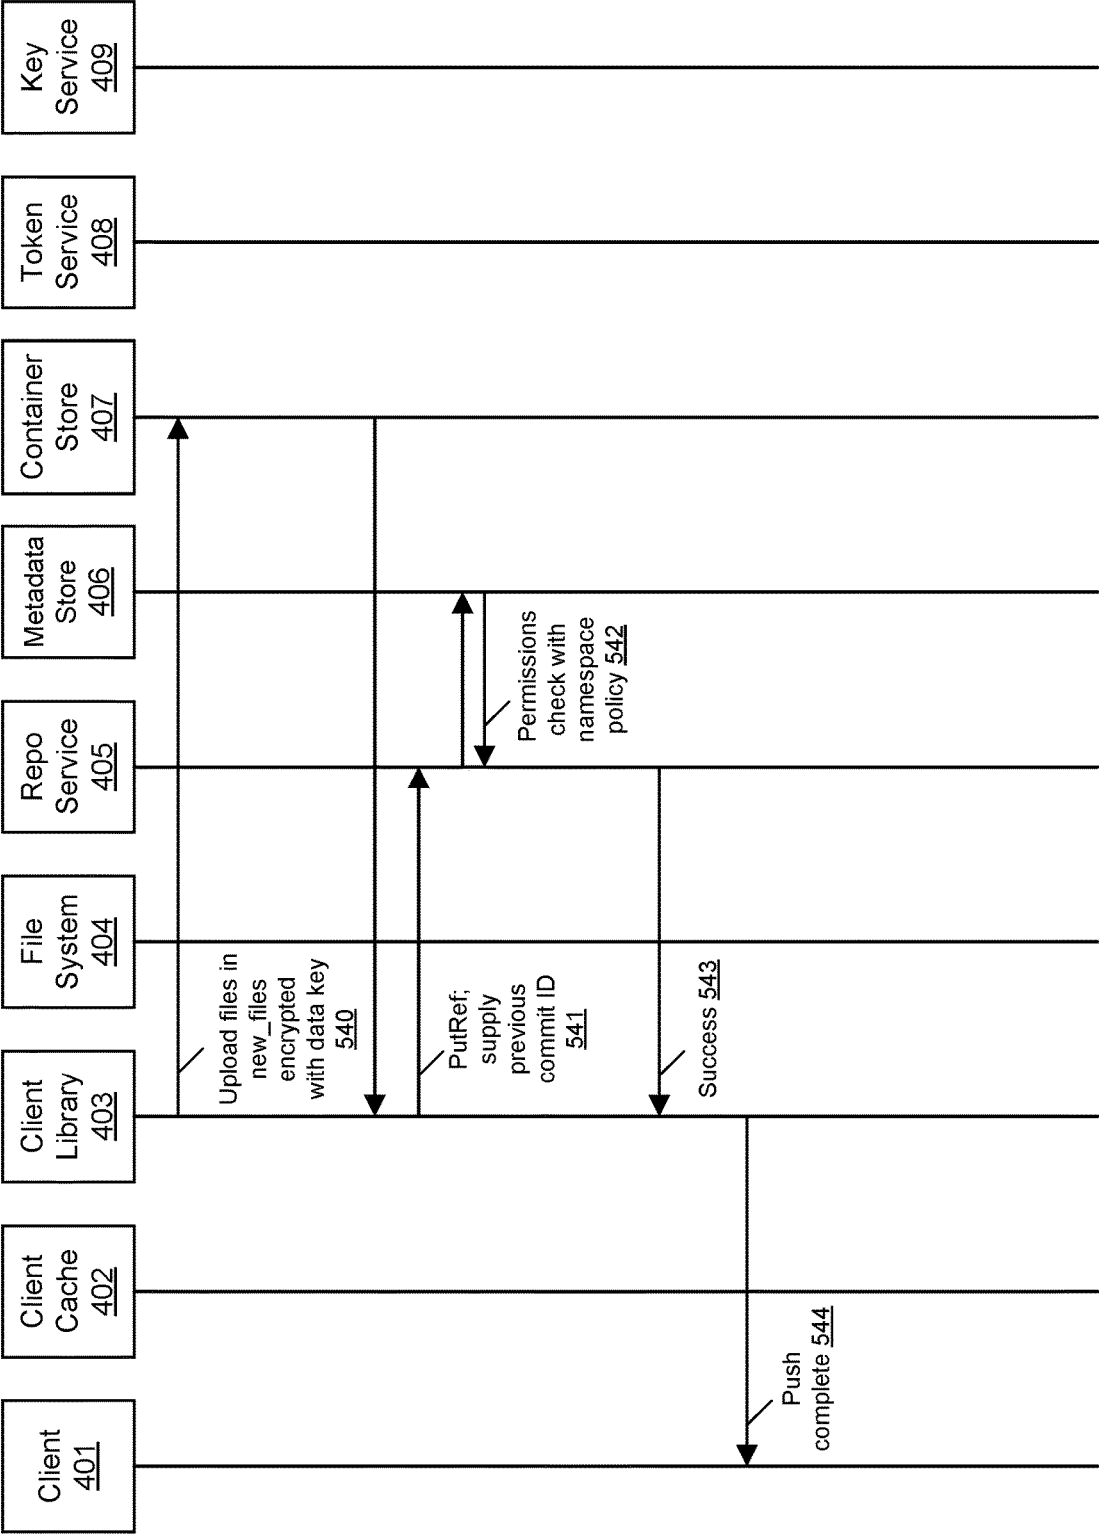 Client
401
Client
Cache
402
Client
Library
403
File
System
404
Repo
Service
405
Metadata
Store
406
Container
Store
407
Token
Service
408
Key
Service
409
Upload files in
new_files
encrypted
with data key
540
PutRef;
supply
previous
commit ID
541
Permissions
check with
namespace
policy 542
Success 543
Push
complete 544